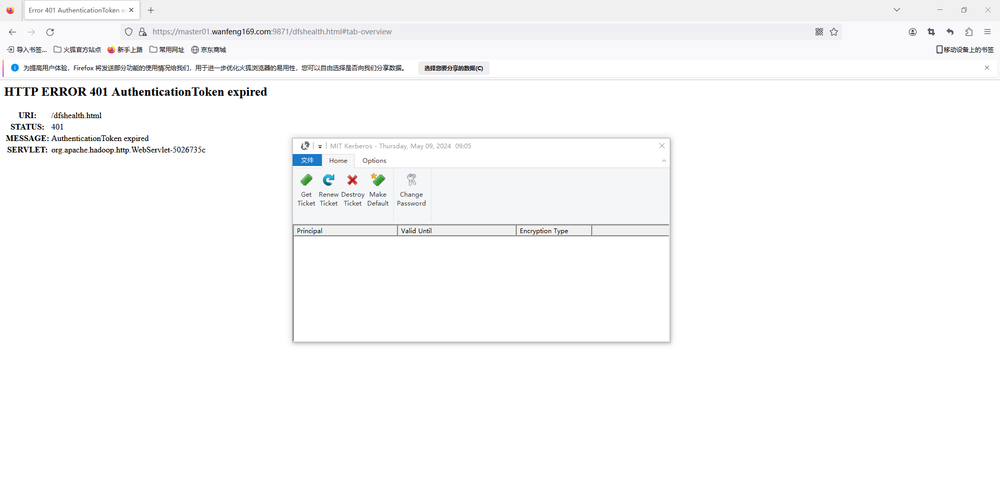 Error 401 AuthenticationToken e
https://master01.wanfeng169.com:9871/dfshealth.html#tab-overview
导入书签... 火狐官方站点 新手上路 常用网址 京东商城 移动设备上的书签
为提高用户体验，Firefox 将发送部分功能的使用情况给我们，用于进一步优化火狐浏览器的易用性，您可以自由选择是否向我们分享数据。 选择您要分享的数据(C)
HTTP ERROR 401 AuthenticationToken expired
URI: /dfshealth.html
STATUS: 401
MESSAGE: AuthenticationToken expired
SERVLET: org.apache.hadoop.http.WebServlet-5026735c
MIT Kerberos - Thursday, May 09, 2024 09:05
文件 Home Options
Get Renew Destroy Make Change
Ticket Ticket Ticket Default Password
Principal Valid Until Encryption Type